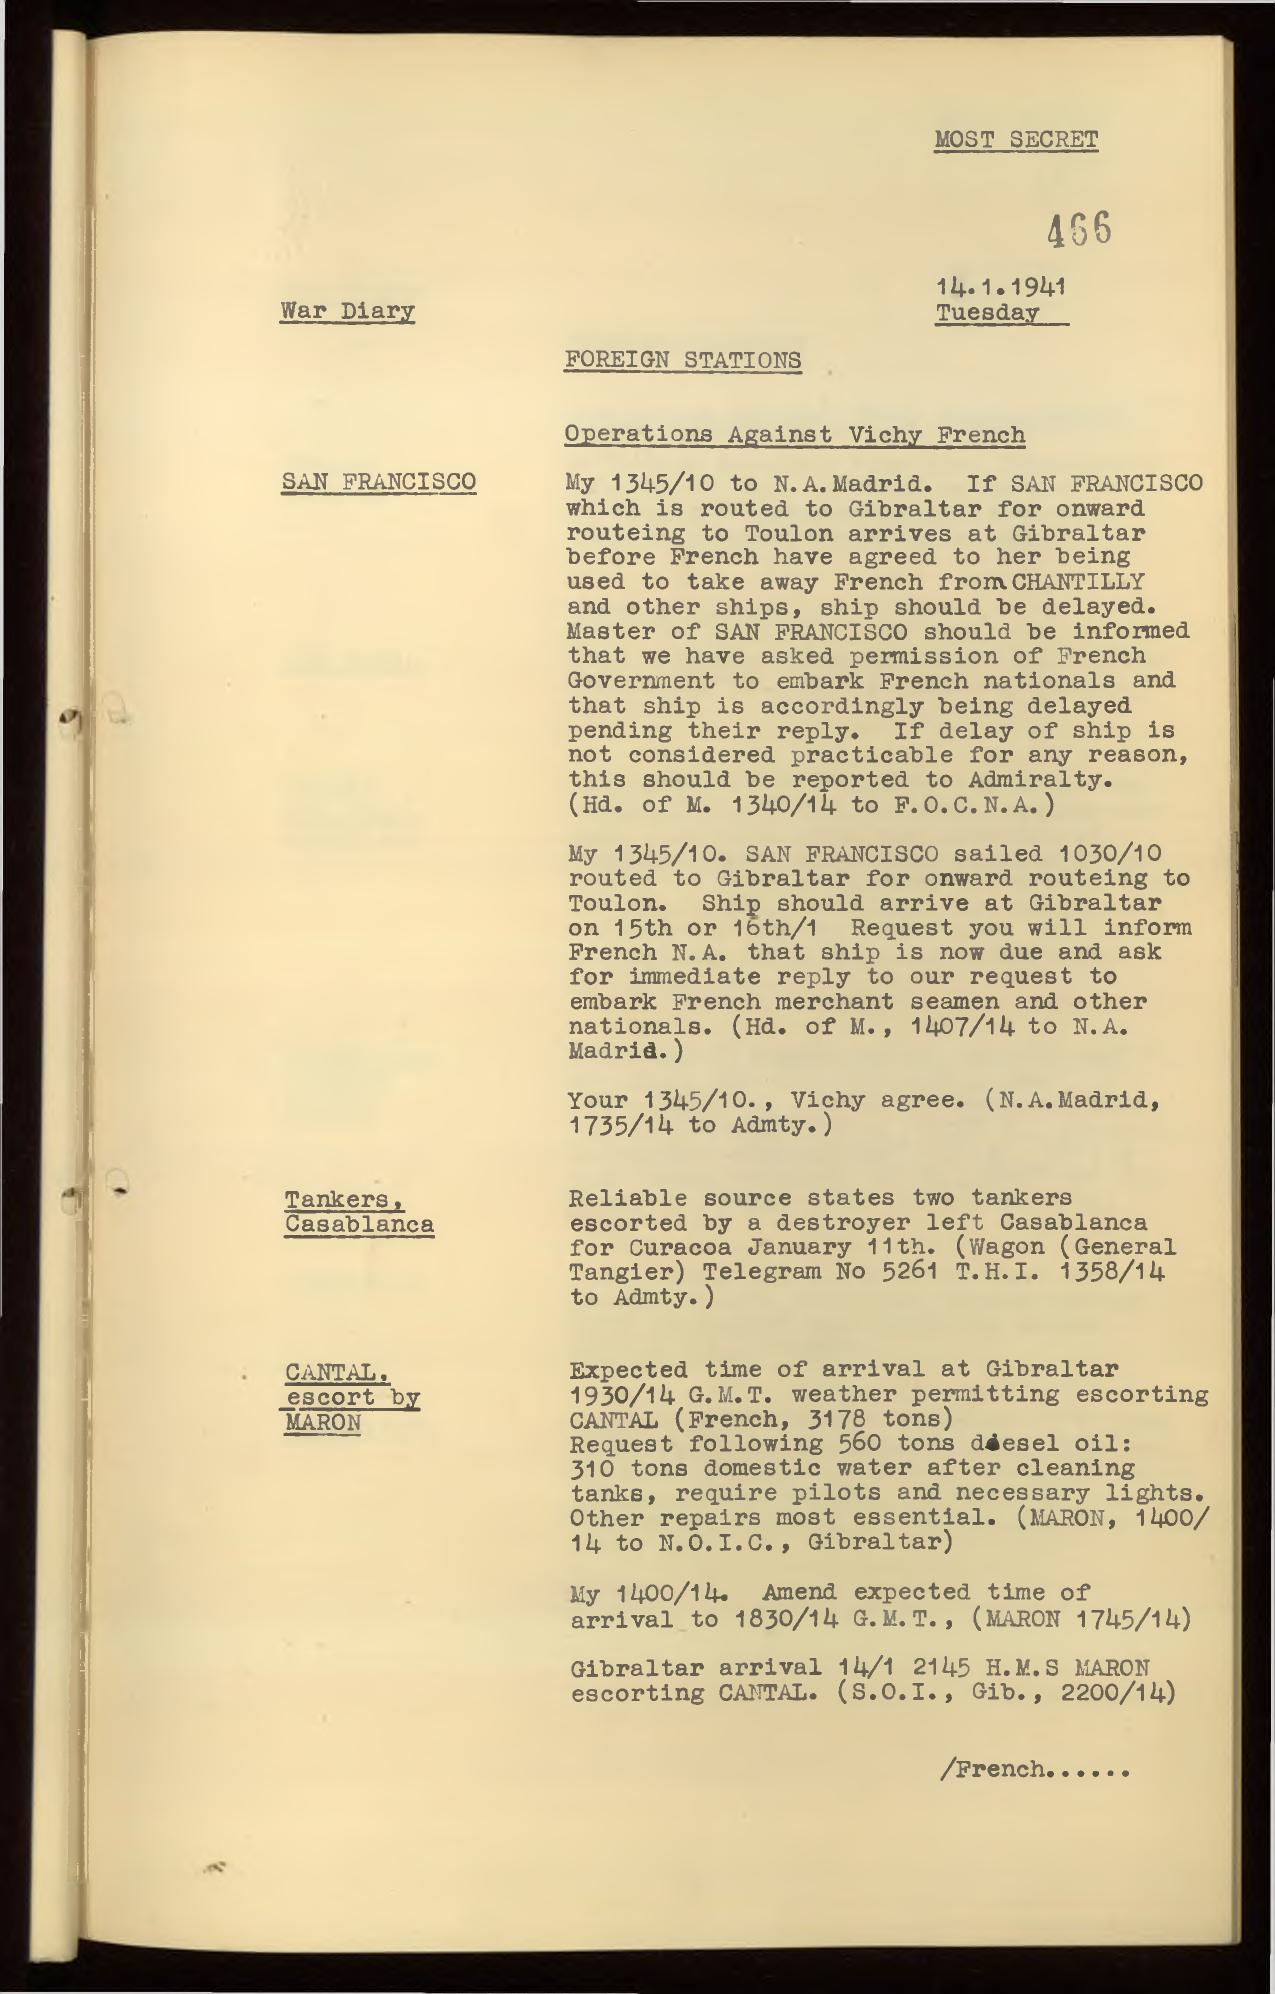 MOST SECRET
466
14.1.1941
War Diary
Tuesday
FOREIGN STATIONS
Operations Against Vichy French
SAN FRANCISCO
My 1345/10 to N.A.Madrid. If SAN FRANCISCO
which is routed to Gibraltar for onward
routeing to Toulon arrives at Gibraltar
before French have agreed to her being
used to take away French from CHANTILLY
and other ships, ship should be delayed.
Master of SAN FRANCISCO should be informed
that we have asked permission of French
Government to embark French nationals and
that ship is accordingly being delayed
pending their reply. If delay of ship is
not considered practicable for any reason,
this should be reported to Admiralty.
(Hd. of M. 1340/14 to F.O.C.N.A.)
My 1345/10. SAN FRANCISCO sailed 1030/10
routed to Gibraltar for onward routeing to
Toulon. Ship should arrive at Gibraltar
on 15th or 16th/1 Request you will inform
French N.A. that ship is now due and ask
for immediate reply to our request to
embark French merchant seamen and other
nationals. (Hd. of M., 1407/14 to N.A.
Madrid.)
Your 1345/10., Vichy agree. (N.A.Madrid,
1735/14 to Admty.)
Tankers,
Casablanca
Reliable source states two tankers
escorted by a destroyer left Casablanca
for Curacoa January 11th. (Wagon (General
Tangier) Telegram No 5261 T.H.I. 1358/14
to Admty.)
CANTAL,
escort by
MARON
Expected time of arrival at Gibraltar
1930/14 G.M.T. weather permitting escorting
CANTAL (French, 3178 tons)
Request following 560 tons diesel oil:
310 tons domestic water after cleaning
tanks, require pilots and necessary lights.
Other repairs most essential. (MARON, 1400/
14 to N.O.I.C., Gibraltar)
My 1400/14. Amend expected time of
arrival to 1830/14 G.M.T., (MARON 1745/14)
Gibraltar arrival 14/1 2145 H.M.S MARON
escorting CANTAL. (S.O.I., Gib., 2200/14)
/French......